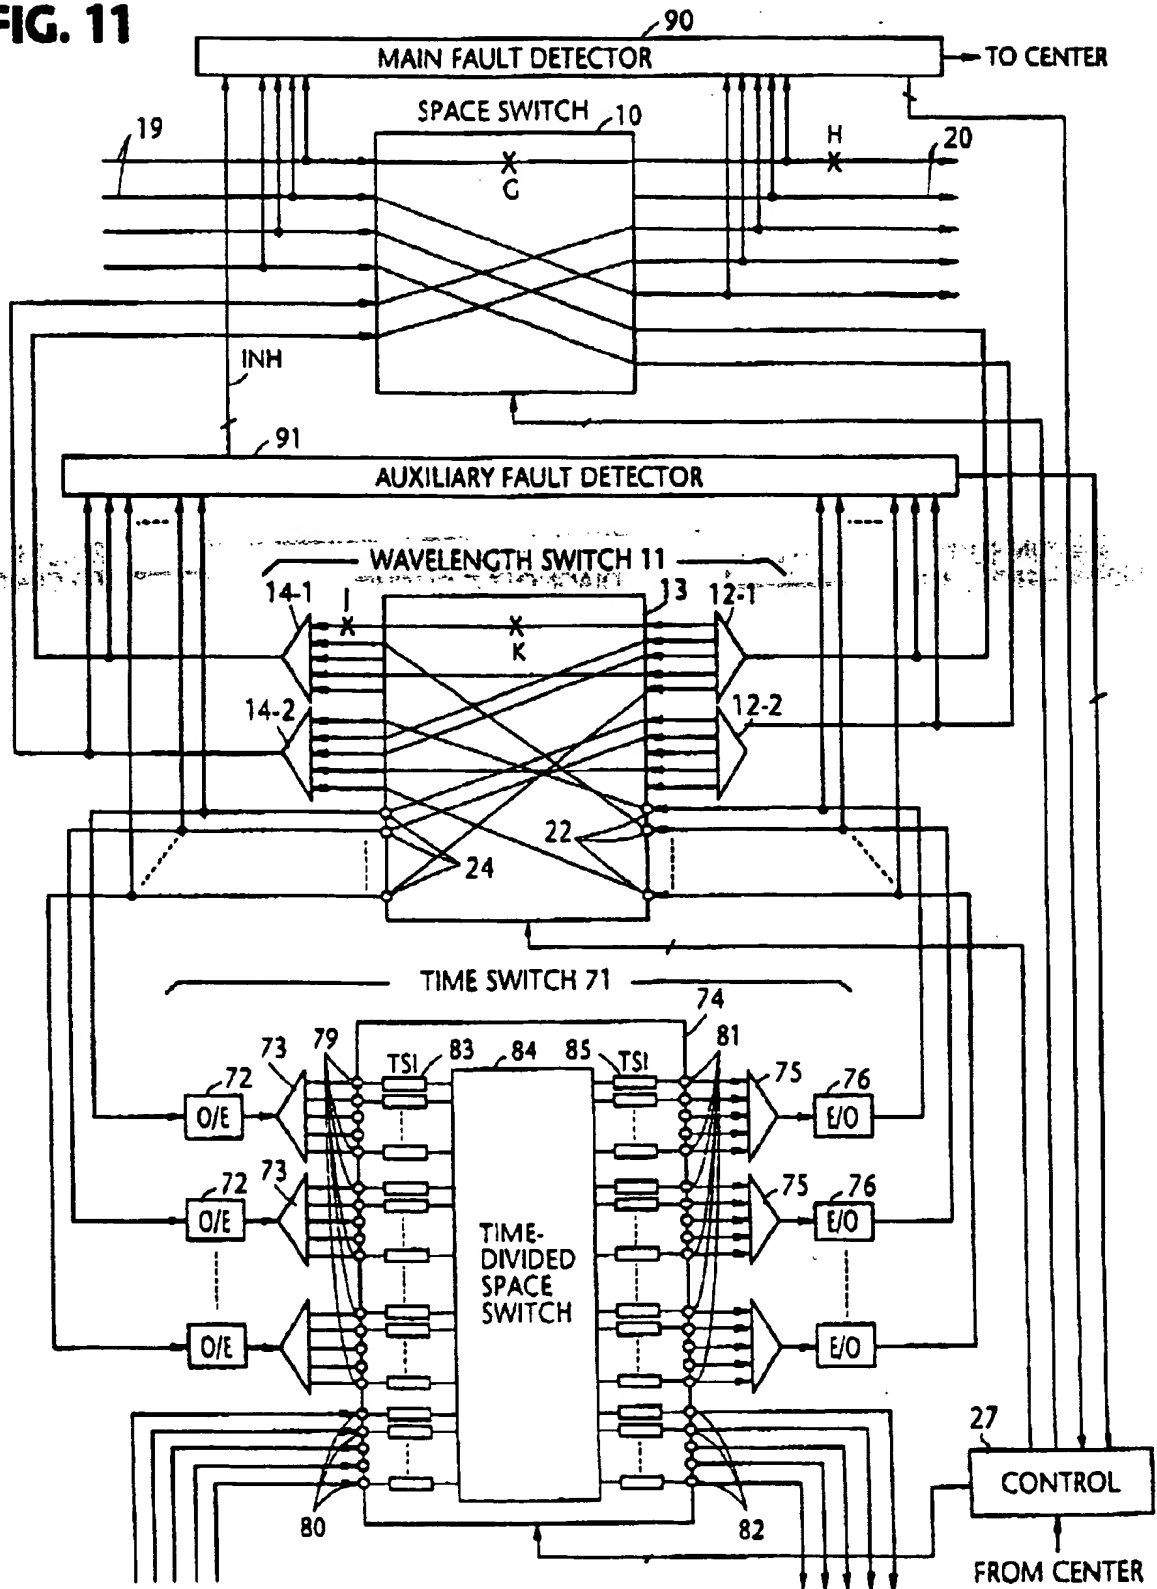 FIG. 11
90
MAIN FAULT DETECTOR
TO CENTER
SPACE SWITCH
10
19
H
20
G
INH
91
AUXILIARY FAULT DETECTOR
WAVELENGTH SWITCH 11
14-1
13
12-1
K
14-2
12-2
22
24
TIME SWITCH 71
74
73
79
TSI
83
84
85
TSI
81
75
72
76
O/E
E/O
72
73
75
76
O/E
E/O
TIME-
DIVIDED
SPACE
SWITCH
O/E
E/O
27
CONTROL
80
82
FROM CENTER